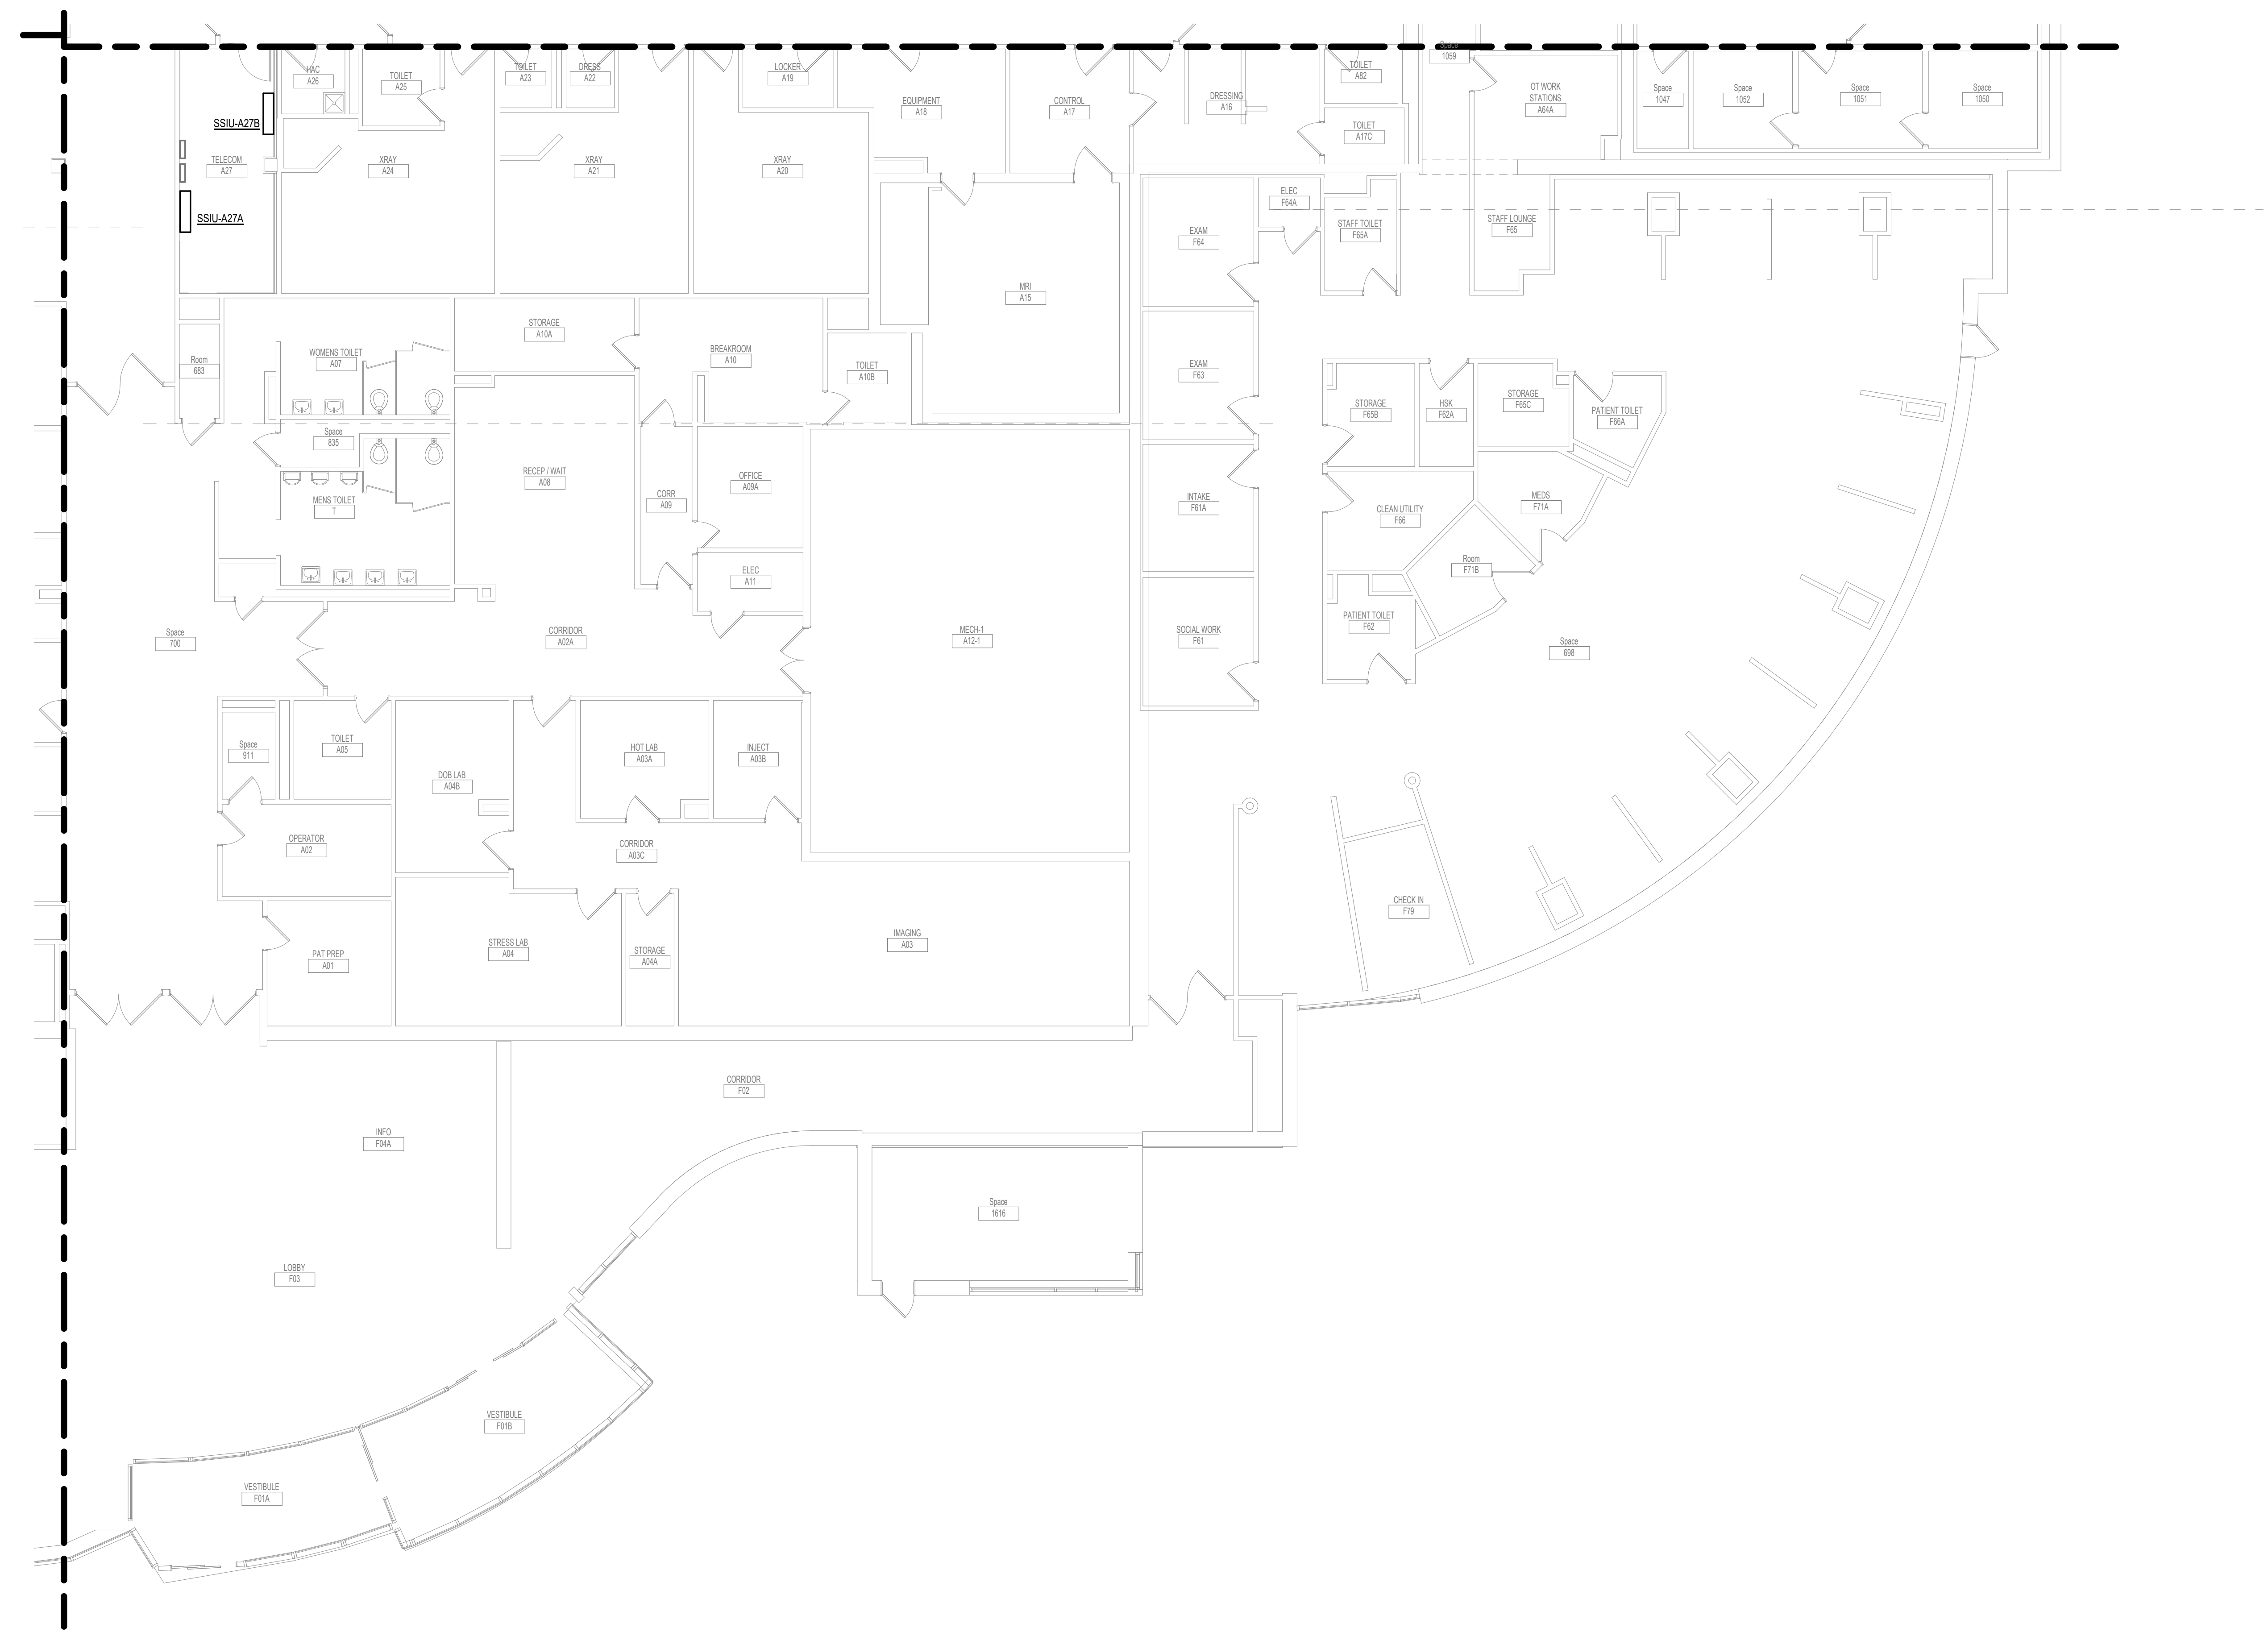 Space
1059
HAC
A26
TOILET
A25
TOILET
A23
DRESS
A22
LOCKER
A19
EQUIPMENT
A18
CONTROL
A17
DRESSING
A16
TOILET
A82
OT WORK
STATIONS
A64A
Space
1047
Space
1052
Space
1051
Space
1050
SSIU-A27B
TOILET
A17C
TELECOM
A27
XRAY
A24
XRAY
A21
XRAY
A20
SSIU-A27A
ELEC
F64A
STAFF TOILET
F65A
STAFF LOUNGE
F65
EXAM
F64
MRI
A15
STORAGE
A10A
WOMENS TOILET
A07
Room
683
BREAKROOM
A10
TOILET
A10B
EXAM
F63
STORAGE
F65B
HSK
F62A
STORAGE
F65C
PATIENT TOILET
F66A
Space
835
RECEP / WAIT
A08
OFFICE
A09A
CORR
A09
MENS TOILET
T
INTAKE
F61A
CLEAN UTILITY
F66
MEDS
F71A
Room
F71B
ELEC
A11
Space
700
CORRIDOR
A02A
MECH-1
A12-1
SOCIAL WORK
F61
PATIENT TOILET
F62
Space
698
Space
911
TOILET
A05
DOB LAB
A04B
HOT LAB
A03A
INJECT
A03B
OPERATOR
A02
CORRIDOR
A03C
CHECK IN
F79
PAT PREP
A01
STRESS LAB
A04
STORAGE
A04A
IMAGING
A03
CORRIDOR
F02
INFO
F04A
Space
1616
LOBBY
F03
VESTIBULE
F01B
VESTIBULE
F01A